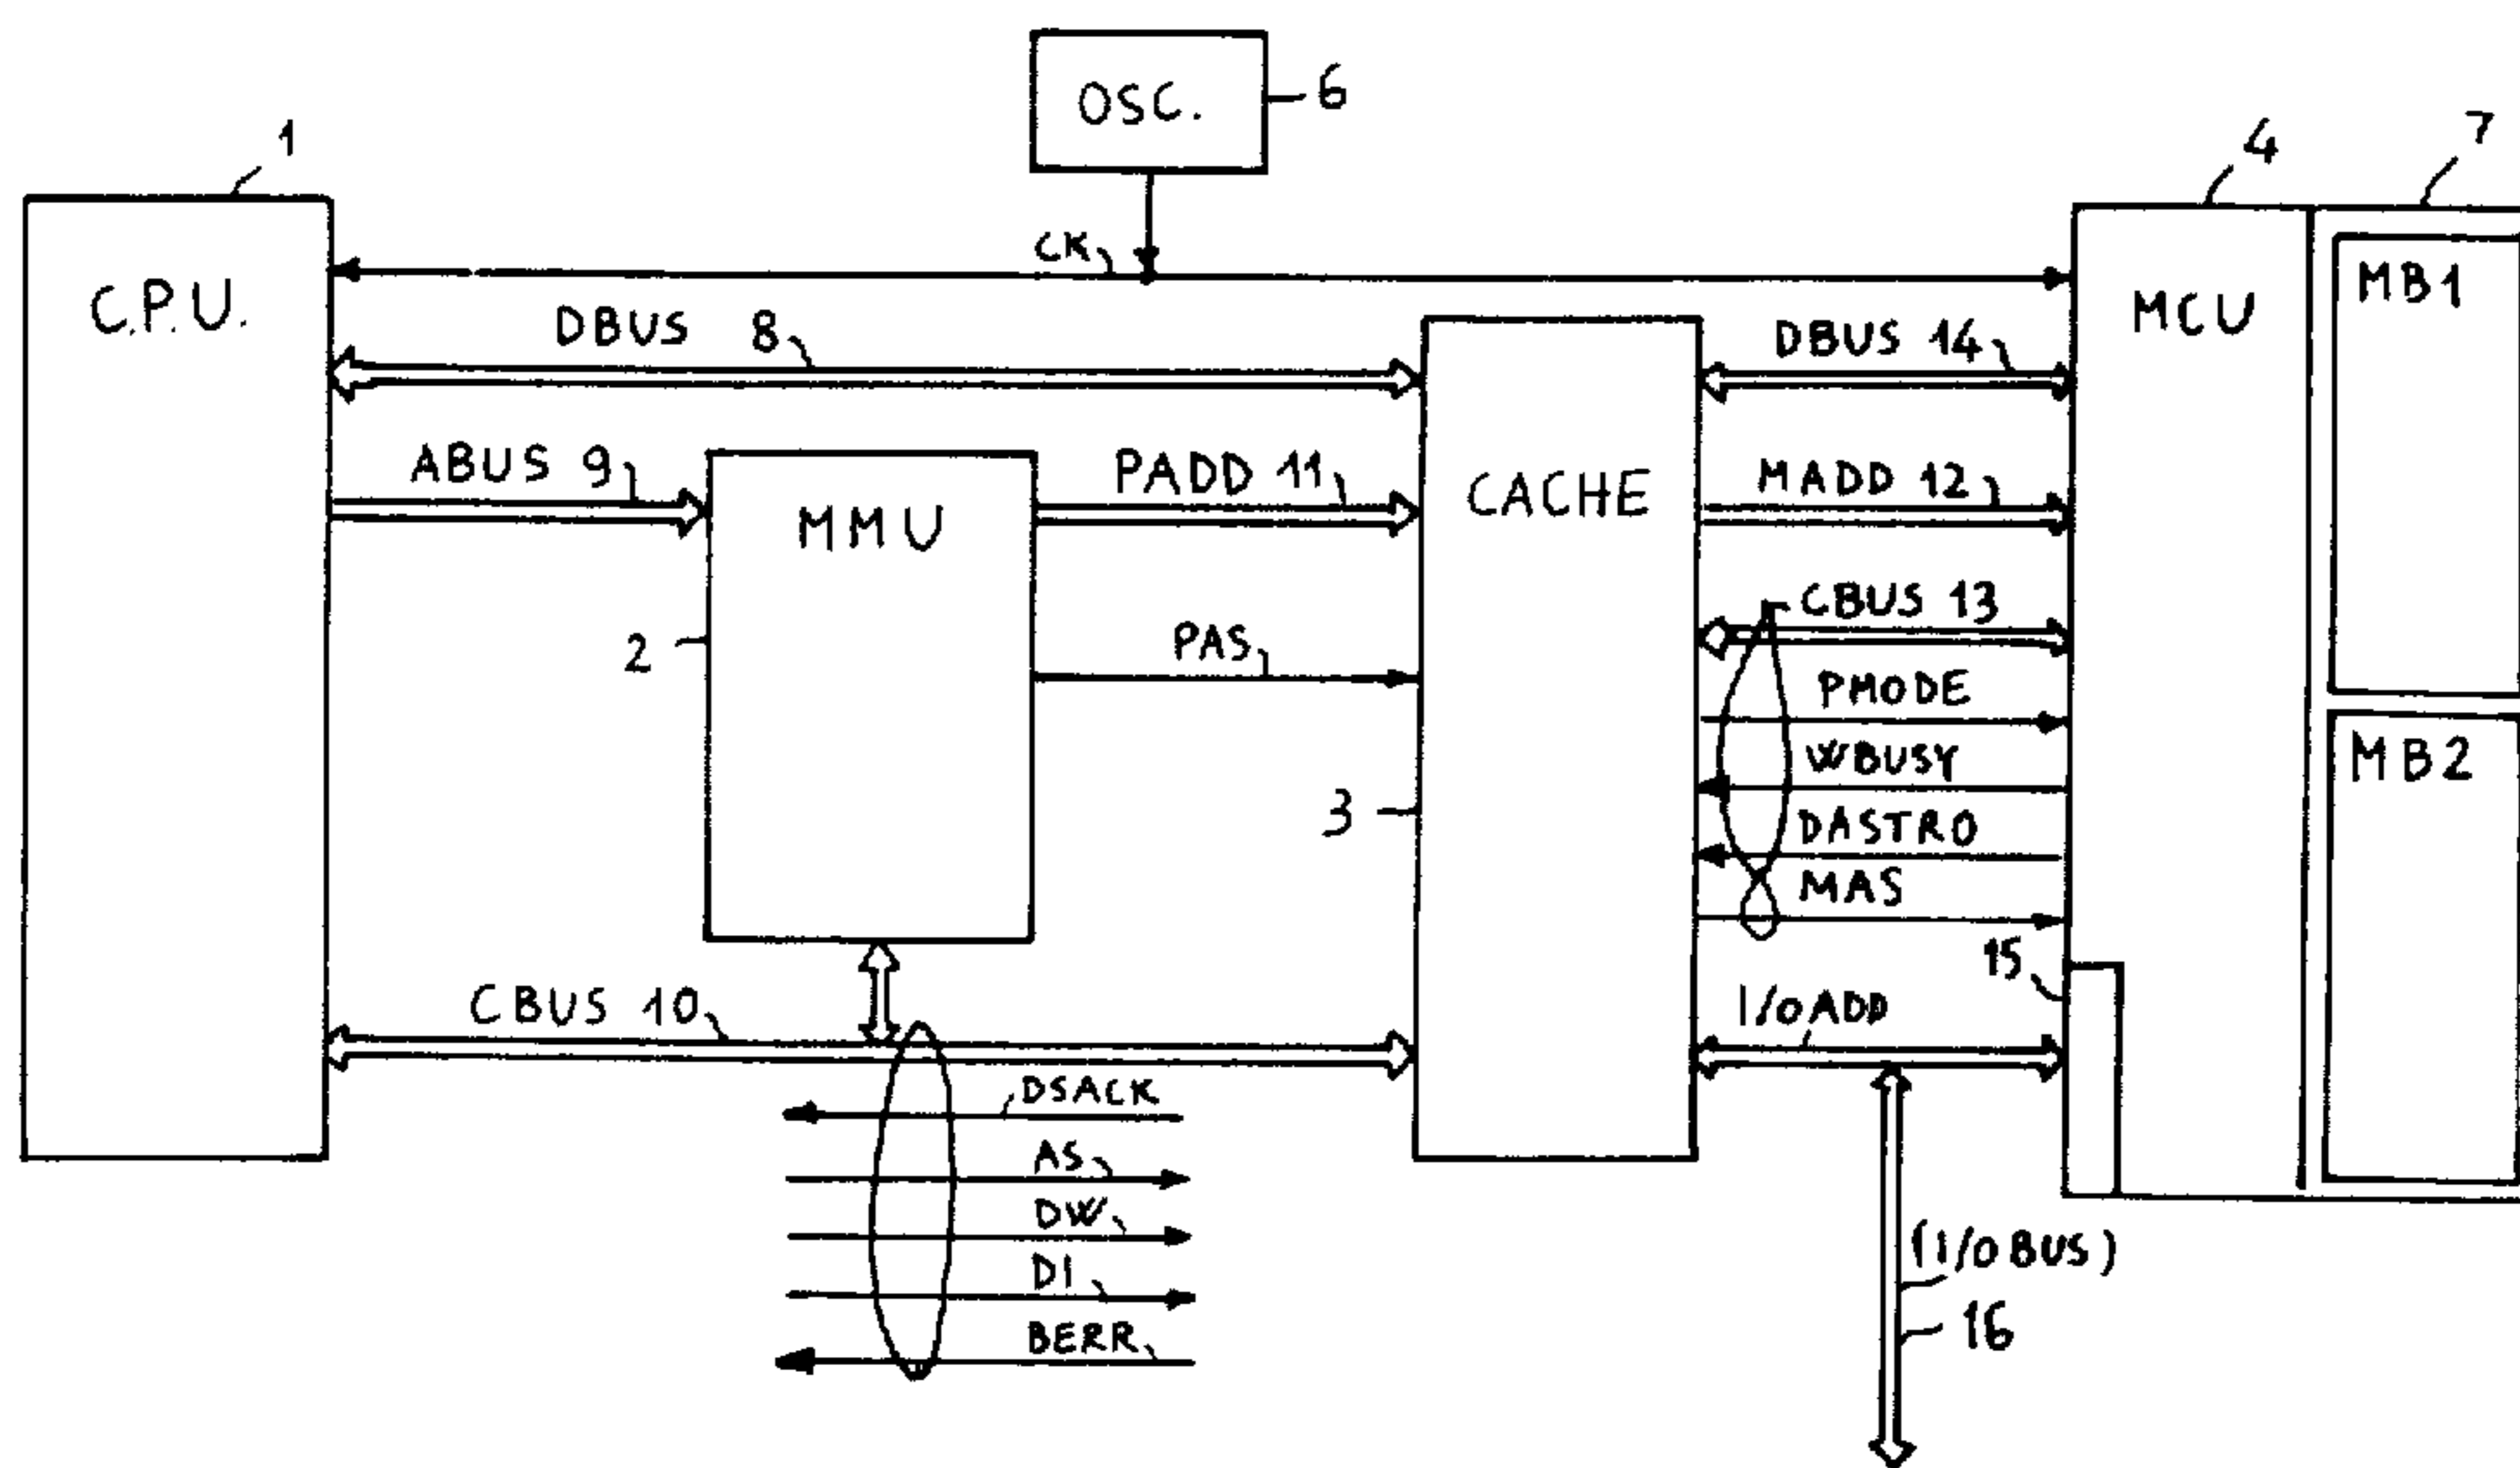 OSC.
6
1
4
7
CK
C.P.U.
MCU
MB1
DBUS 8
DBUS 14
ABUS 9
PADD 11
MADD 12
CACHE
MMU
CBUS 13
2
PAS
PMODE
WBUSY
MB2
3
DASTRO
MAS
15
CBUS 10
I/O ADD
DSACK
AS
DW
DI
BERR
(I/O BUS)
16